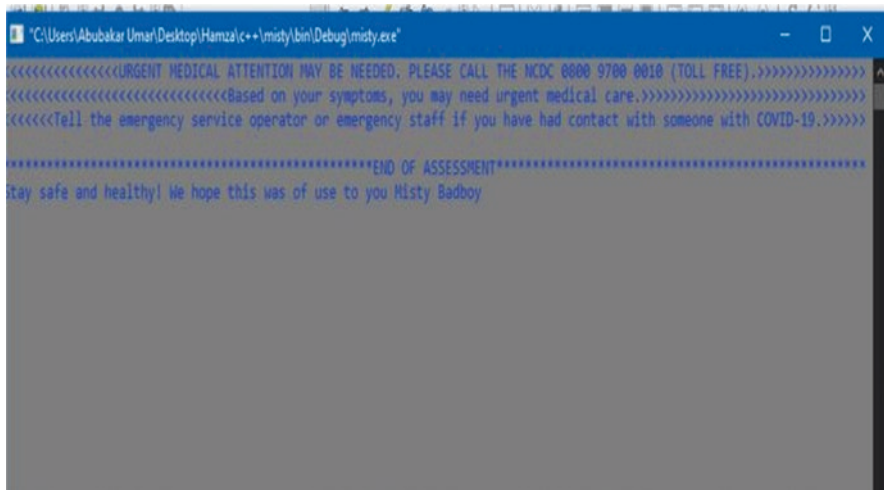 "C:\Users\Abubakar Umar\Desktop\Hamza\c++\misty\bin\Debug\misty.exe"
<<<<<<<<<<<<<<<<URGENT MEDICAL ATTENTION MAY BE NEEDED. PLEASE CALL THE NCDC 0800 9700 0010 (TOLL FREE).>>>>>>>>>>>>>>>
<<<<<<<<<<<<<<<<<<<<<<<<<<<<<<<Based on your symptoms, you may need urgent medical care.>>>>>>>>>>>>>>>>>>>>>>>>>>>>>>>
<<<<<<<Tell the emergency service operator or emergency staff if you have had contact with someone with COVID-19.>>>>>>
**************************************************END OF ASSESSMENT***************************************************
Stay safe and healthy! We hope this was of use to you Misty Badboy